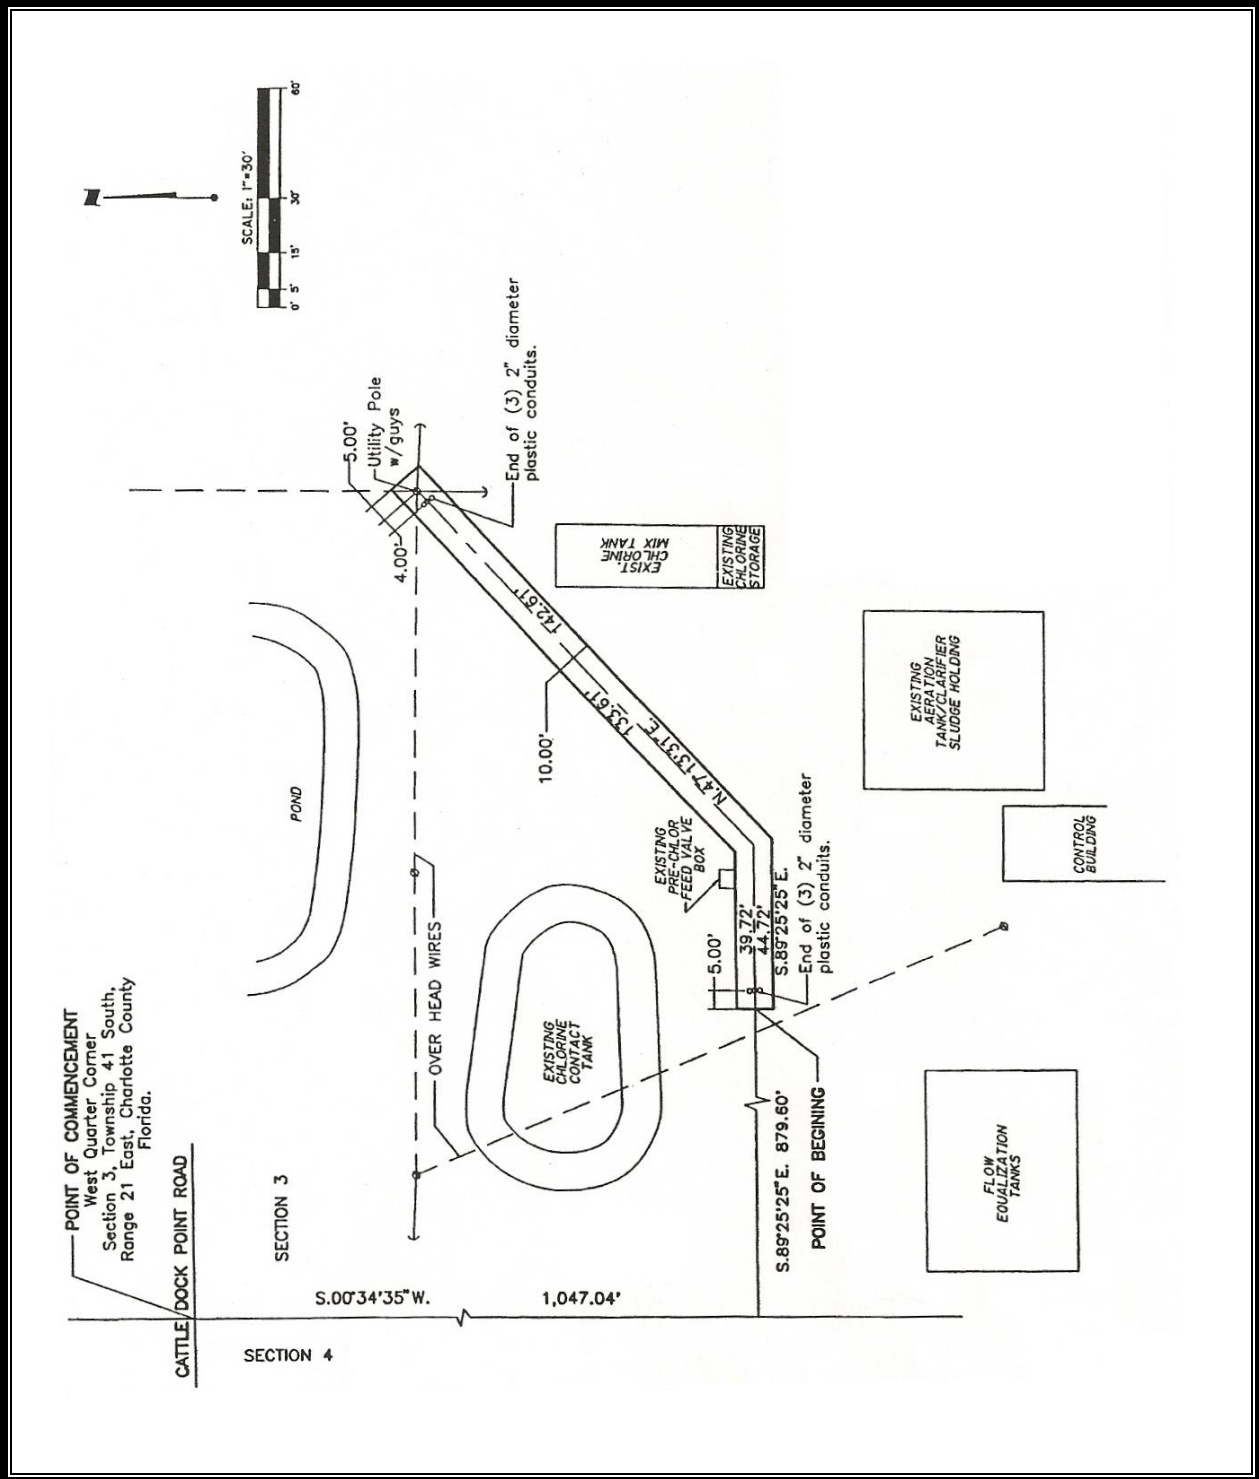 POINT OF COMMENCEMENT
West Quarter Corner
Section 3, Township 41 South,
Range 21 East, Charlotte County
Florida.
CATTLE DOCK POINT ROAD
SECTION 3
SECTION 4
S.00°34'35"W.
1,047.04'
N
SCALE: 1"=30'
0' 5' 15' 30' 60'
POND
OVER HEAD WIRES
5.00'
Utility Pole
w/guys
4.00'
End of (3) 2" diameter
plastic conduits.
142.61'
133.61'
N.47°13'31"E.
10.00'
EXIST.
CHLORINE
MIX TANK
EXISTING
CHLORINE
STORAGE
EXISTING
PRE-CHLOR
FEED VALVE
BOX
EXISTING
CHLORINE
CONTACT
TANK
5.00'
39.72'
44.72'
S.89°25'25"E.
End of (3) 2" diameter
plastic conduits.
S.89°25'25"E. 879.60'
POINT OF BEGINING
EXISTING
AERATION
TANK/CLARIFIER
SLUDGE HOLDING
CONTROL
BUILDING
FLOW
EQUALIZATION
TANKS